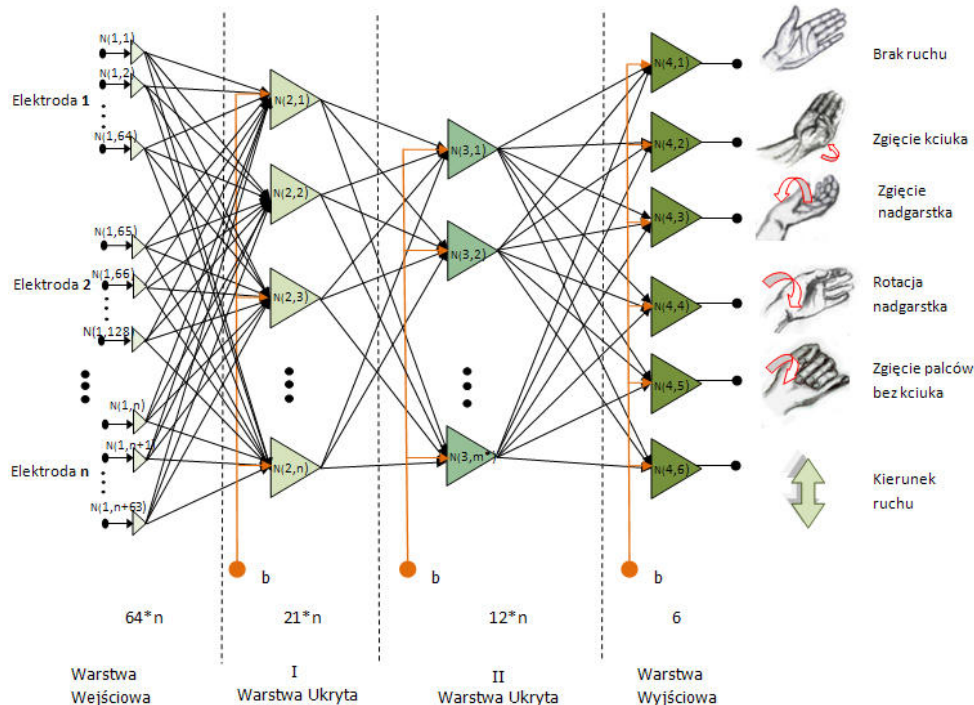 N(1,1)
N(1,2)
Elektroda 1
N(1,64)
N(1,65)
N(1,66)
Elektroda 2
N(1,128)
N(1,n)
N(1,n+1)
Elektroda n
N(1,n+63)
N(2,1)
N(2,2)
N(2,3)
N(2,n)
N(3,1)
N(3,2)
N(3,m*)
N(4,1)
N(4,2)
N(4,3)
N(4,4)
N(4,5)
N(4,6)
Brak ruchu
Zgięcie kciuka
Zgięcie
nadgarstka
Rotacja
nadgarstka
Zgięcie palców
bez kciuka
Kierunek
ruchu
b
b
b
64*n
21*n
12*n
6
Warstwa
Wejściowa
I
Warstwa Ukryta
II
Warstwa Ukryta
Warstwa
Wyjściowa